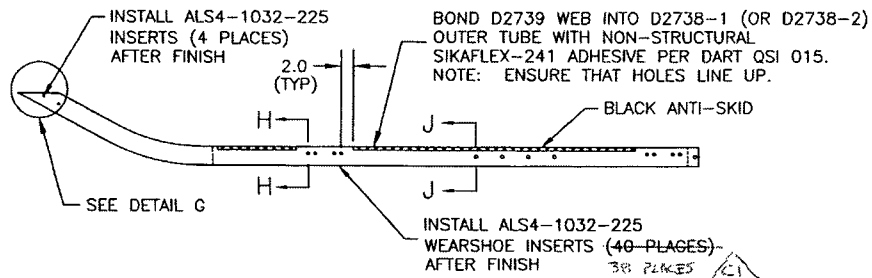 INSTALL ALS4-1032-225
INSERTS (4 PLACES)
AFTER FINISH
BOND D2739 WEB INTO D2738-1 (OR D2738-2)
OUTER TUBE WITH NON-STRUCTURAL
SIKAFLEX-241 ADHESIVE PER DART QSI 015.
NOTE: ENSURE THAT HOLES LINE UP.
2.0
(TYP)
BLACK ANTI-SKID
H
J
H
J
SEE DETAIL G
INSTALL ALS4-1032-225
WEARSHOE INSERTS (40 PLACES)
38 PLACES
C1
AFTER FINISH